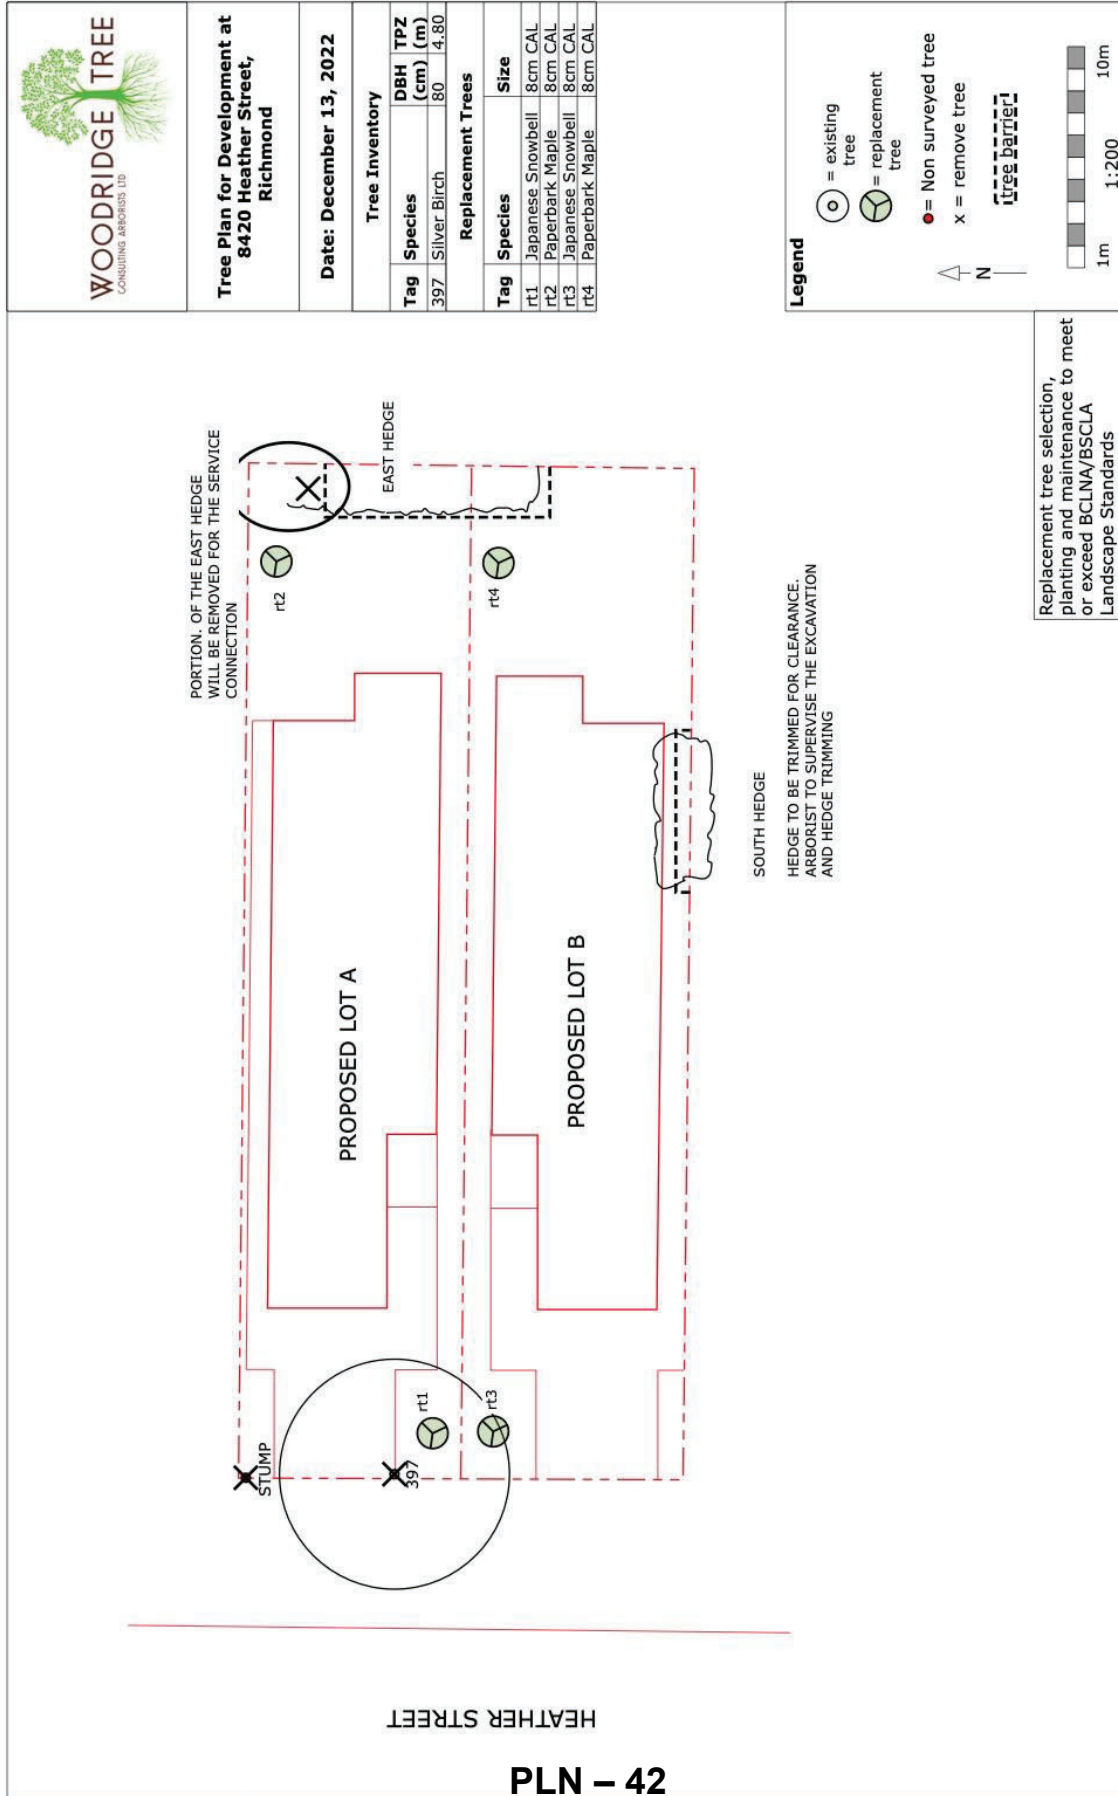 WOODRIDGE TREE
CONSULTING ARBORISTS LTD
Tree Plan for Development at
8420 Heather Street,
Richmond
Date: December 13, 2022
Tree Inventory
Tag Species DBH (cm) TPZ (m)
397 Silver Birch 80 4.80
Replacement Trees
Tag Species Size
rt1 Japanese Snowbell 8cm CAL
rt2 Paperbark Maple 8cm CAL
rt3 Japanese Snowbell 8cm CAL
rt4 Paperbark Maple 8cm CAL
Legend
= existing
tree
= replacement
tree
= Non surveyed tree
x = remove tree
tree barrier
N
1m 10m
1:200
Replacement tree selection,
planting and maintenance to meet
or exceed BCLNA/BSCLA
Landscape Standards
PORTION. OF THE EAST HEDGE
WILL BE REMOVED FOR THE SERVICE
CONNECTION
EAST HEDGE
rt2
rt4
PROPOSED LOT A
PROPOSED LOT B
SOUTH HEDGE
HEDGE TO BE TRIMMED FOR CLEARANCE.
ARBORIST TO SUPERVISE THE EXCAVATION
AND HEDGE TRIMMING
STUMP
397
rt1
rt3
HEATHER STREET
PLN – 42